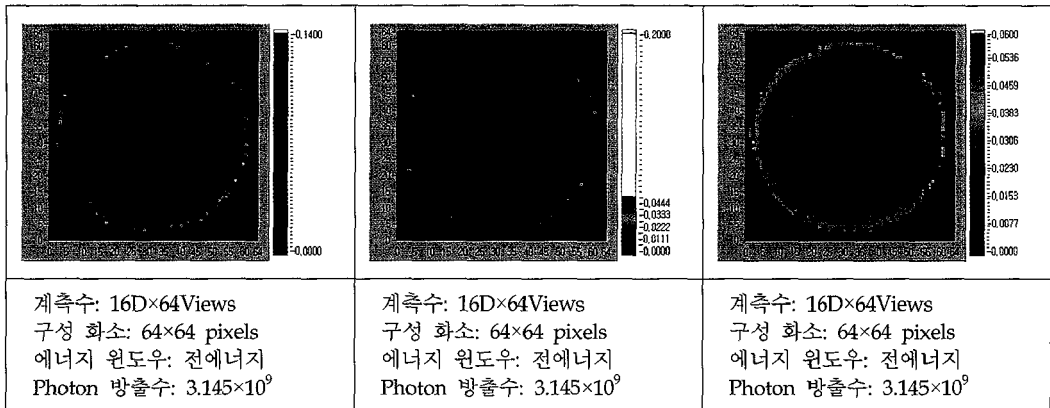 0.1400
0.0000
0.2000
0.0444
0.0333
0.0222
0.0111
0.0000
0.0600
0.0536
0.0459
0.0383
0.0306
0.0230
0.0153
0.0077
0.0000
계측수: 16D×64Views
구성 화소: 64×64 pixels
에너지 윈도우: 전에너지
Photon 방출수: 3.145×10⁹
계측수: 16D×64Views
구성 화소: 64×64 pixels
에너지 윈도우: 전에너지
Photon 방출수: 3.145×10⁹
계측수: 16D×64Views
구성 화소: 64×64 pixels
에너지 윈도우: 전에너지
Photon 방출수: 3.145×10⁹